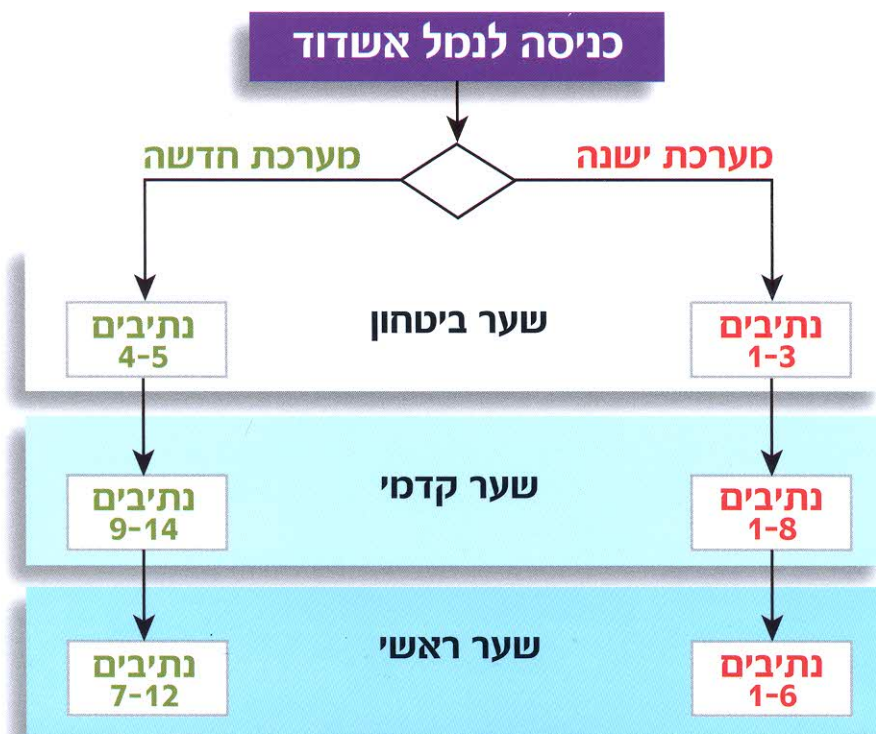 כניסה לנמל אשדוד
מערכת ישנה
מערכת חדשה
נתיבים
1-3
שער ביטחון
נתיבים
4-5
נתיבים
1-8
שער קדמי
נתיבים
9-14
נתיבים
1-6
שער ראשי
נתיבים
7-12